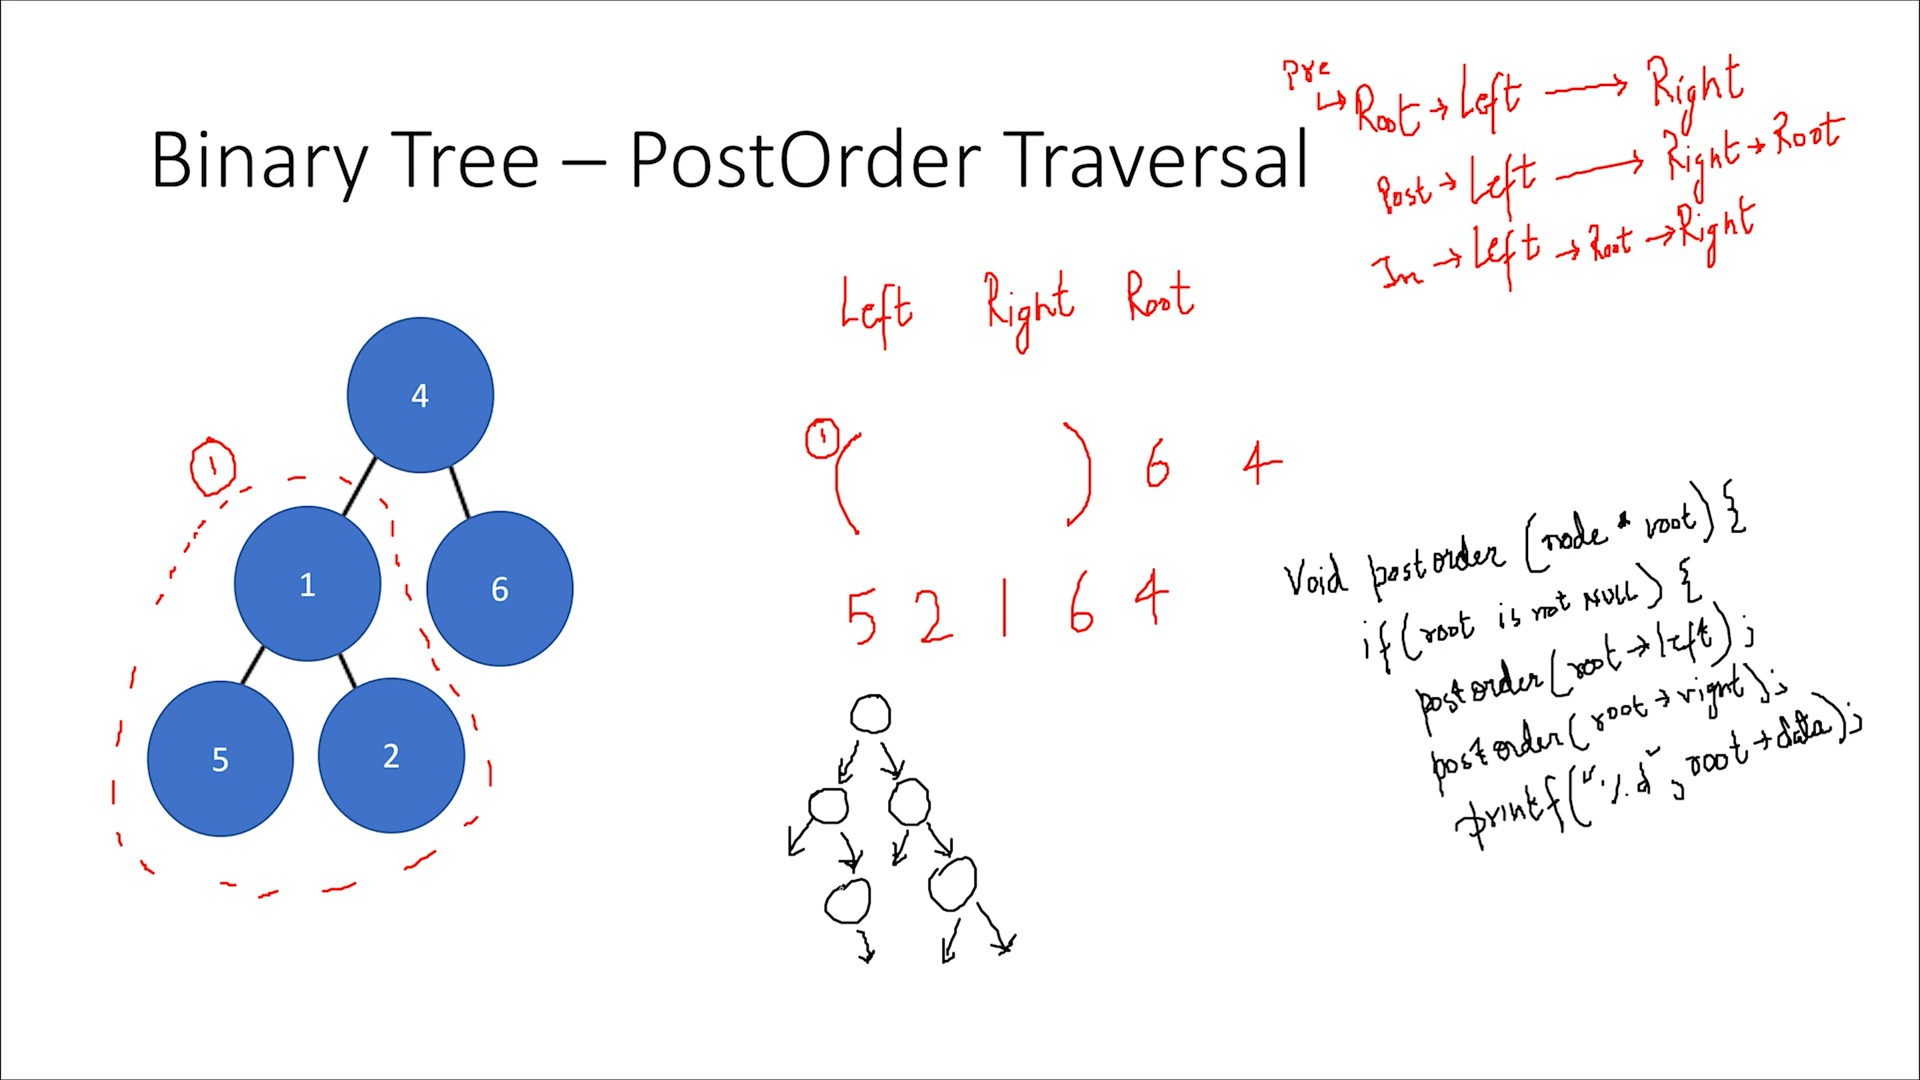 Pre
↳ Root → Left → Right
Binary Tree – PostOrder Traversal
Post → Left → Right → Root
In → Left → Root → Right
Left Right Root
4
1
1
6
5
2
1 ( ) 6 4
5 2 1 6 4
Void postorder (node * root) {
if (root is not NULL) {
postorder (root → left);
postorder (root → right);
printf ("%d", root → data);